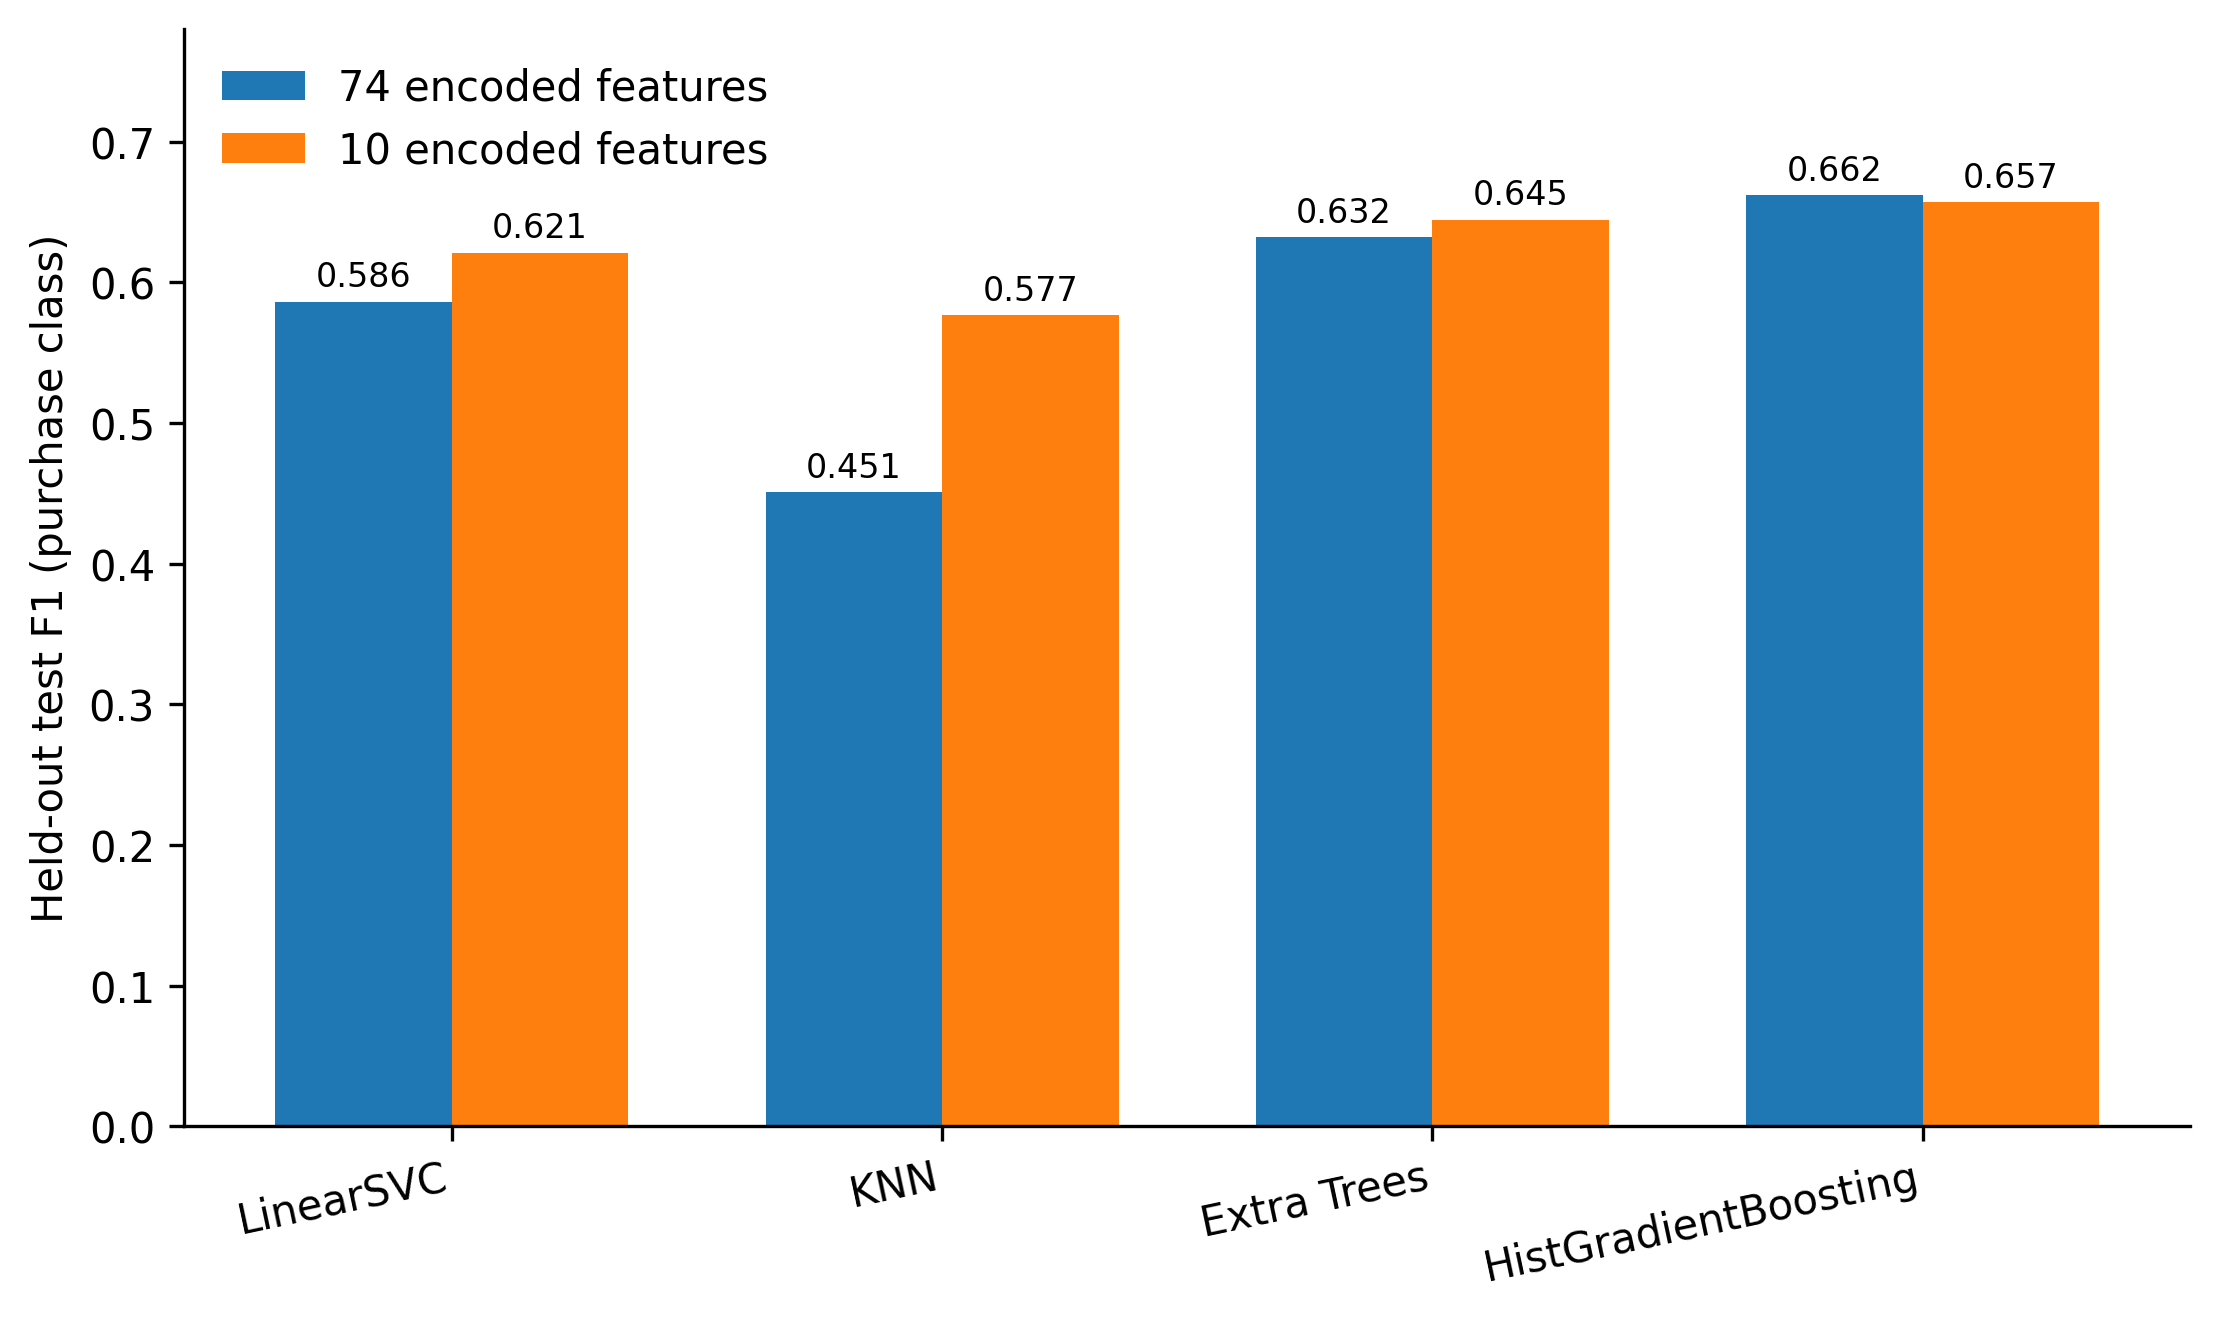 74 encoded features
10 encoded features
Held-out test F1 (purchase class)
0.7
0.6
0.5
0.4
0.3
0.2
0.1
0.0
0.586
0.621
0.451
0.577
0.632
0.645
0.662
0.657
LinearSVC
KNN
Extra Trees
HistGradientBoosting